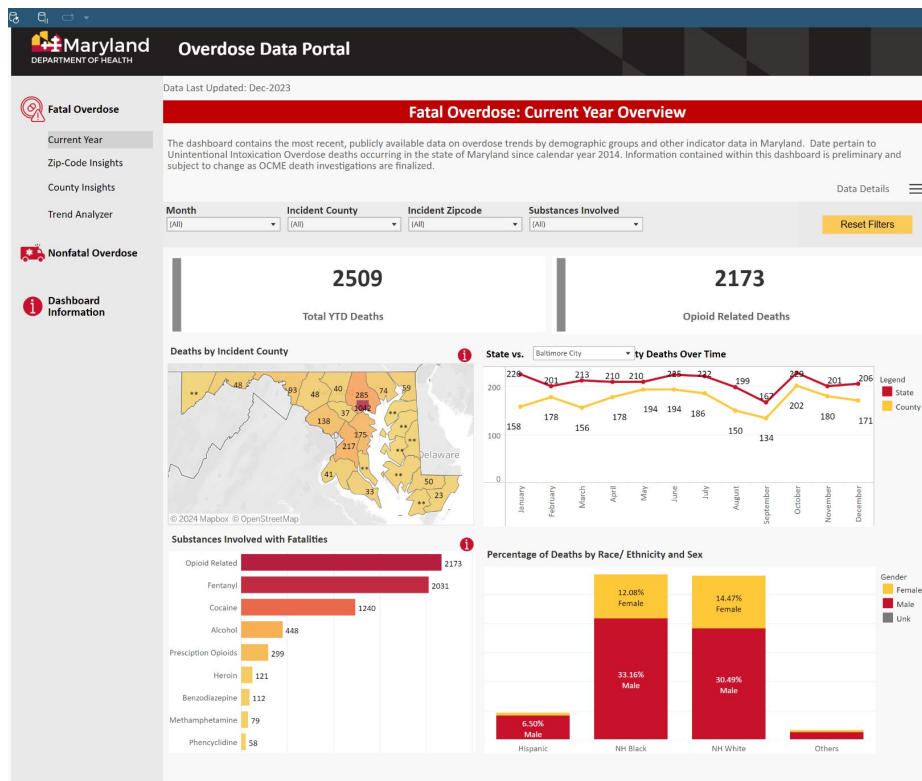 Maryland
DEPARTMENT OF HEALTH
Overdose Data Portal
Data Last Updated: Dec-2023
Fatal Overdose
Current Year
Zip-Code Insights
County Insights
Trend Analyzer
Nonfatal Overdose
Dashboard
Information
Fatal Overdose: Current Year Overview
The dashboard contains the most recent, publicly available data on overdose trends by demographic groups and other indicator data in Maryland. Date pertain to
Unintentional Intoxication Overdose deaths occurring in the state of Maryland since calendar year 2014. Information contained within this dashboard is preliminary and
subject to change as OCME death investigations are finalized.
Data Details
Month Incident County Incident Zipcode Substances Involved
(All) (All) (All) (All)
Reset Filters
2509
Total YTD Deaths
2173
Opioid Related Deaths
Deaths by Incident County
i
** 48 93 48 40 285 74 59
1042 ** 37
138 175 **
217 **
Delaware
** **
41 50
33 23
**
© 2024 Mapbox © OpenStreetMap
State vs. Baltimore City ty Deaths Over Time
200
100
0
226 201 213 210 210 235 222 199 167 229 201 206
158 178 156 178 194 194 186 150 134 202 180 171
January February March April May June July August September October November December
Legend
State
County
Substances Involved with Fatalities
i
Opioid Related 2173
Fentanyl 2031
Cocaine 1240
Alcohol 448
Presciption Opioids 299
Heroin 121
Benzodiazepine 112
Methamphetamine 79
Phencyclidine 58
Percentage of Deaths by Race/ Ethnicity and Sex
12.08%
Female
14.47%
Female
33.16%
Male
30.49%
Male
6.50%
Male
Hispanic NH Black NH White Others
Gender
Female
Male
Unk